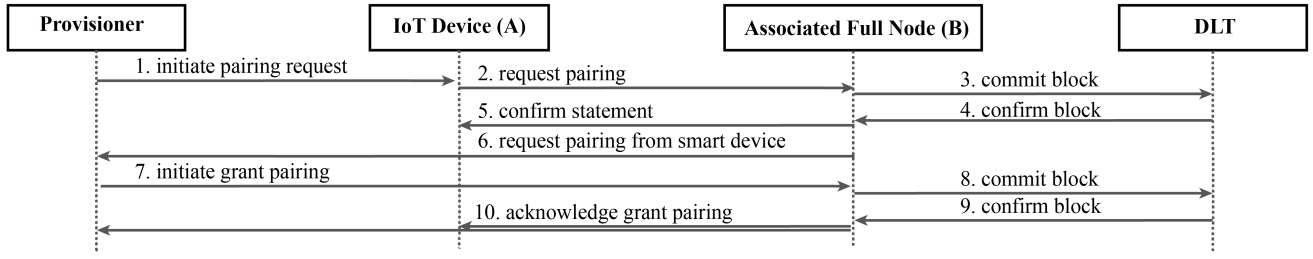 Provisioner
IoT Device (A)
Associated Full Node (B)
DLT
1. initiate pairing request
2. request pairing
3. commit block
4. confirm block
5. confirm statement
6. request pairing from smart device
7. initiate grant pairing
8. commit block
9. confirm block
10. acknowledge grant pairing